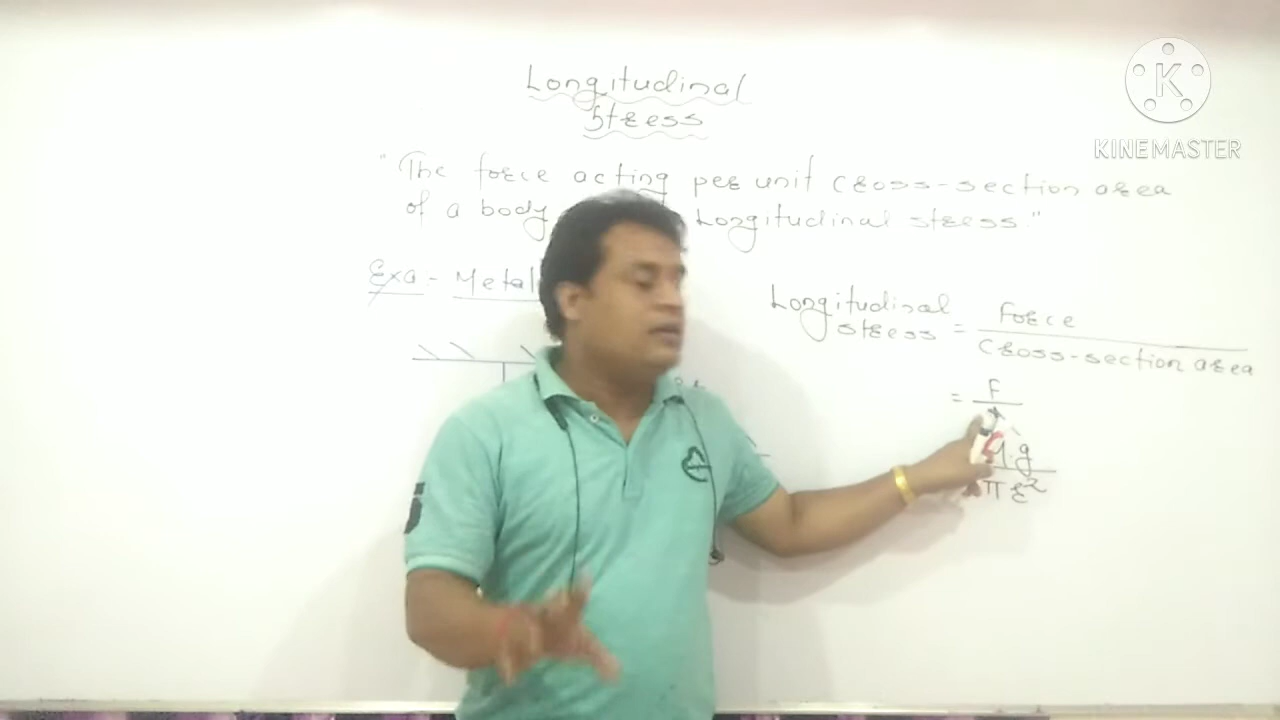 Longitudinal
Stress
"The force acting per unit cross-section area
of a body Longitudinal stress."
Exa:- Metal
Longitudinal
stress = Force
Cross-section area
= F
.g
πr²
KINEMASTER